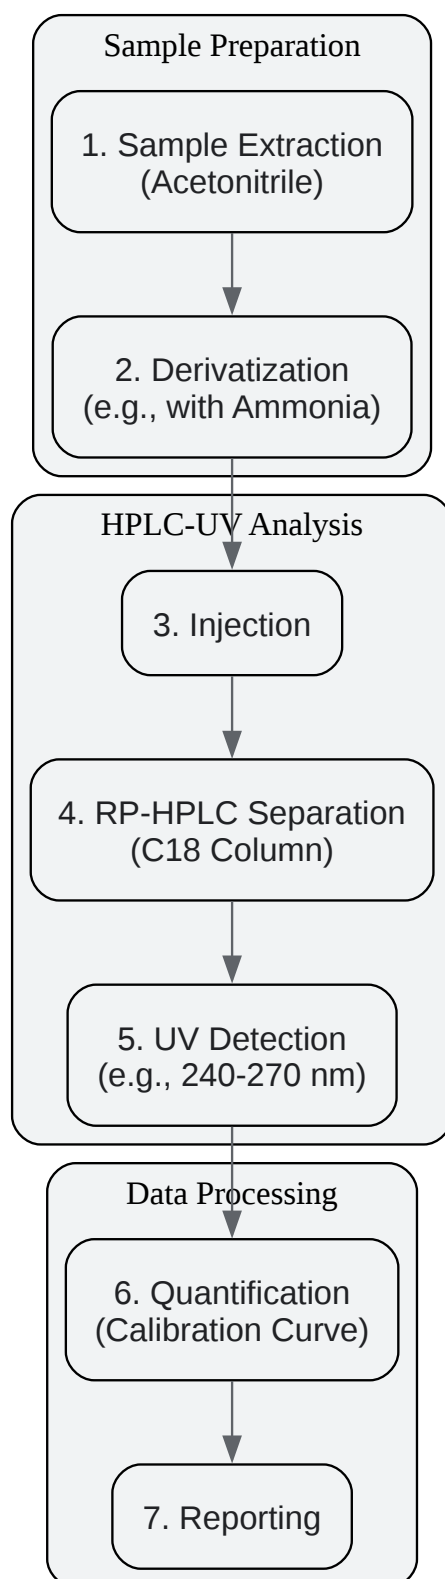 Sample Preparation
1. Sample Extraction
(Acetonitrile)
2. Derivatization
(e.g., with Ammonia)
HPLC-UV Analysis
3. Injection
4. RP-HPLC Separation
(C18 Column)
5. UV Detection
(e.g., 240-270 nm)
Data Processing
6. Quantification
(Calibration Curve)
7. Reporting